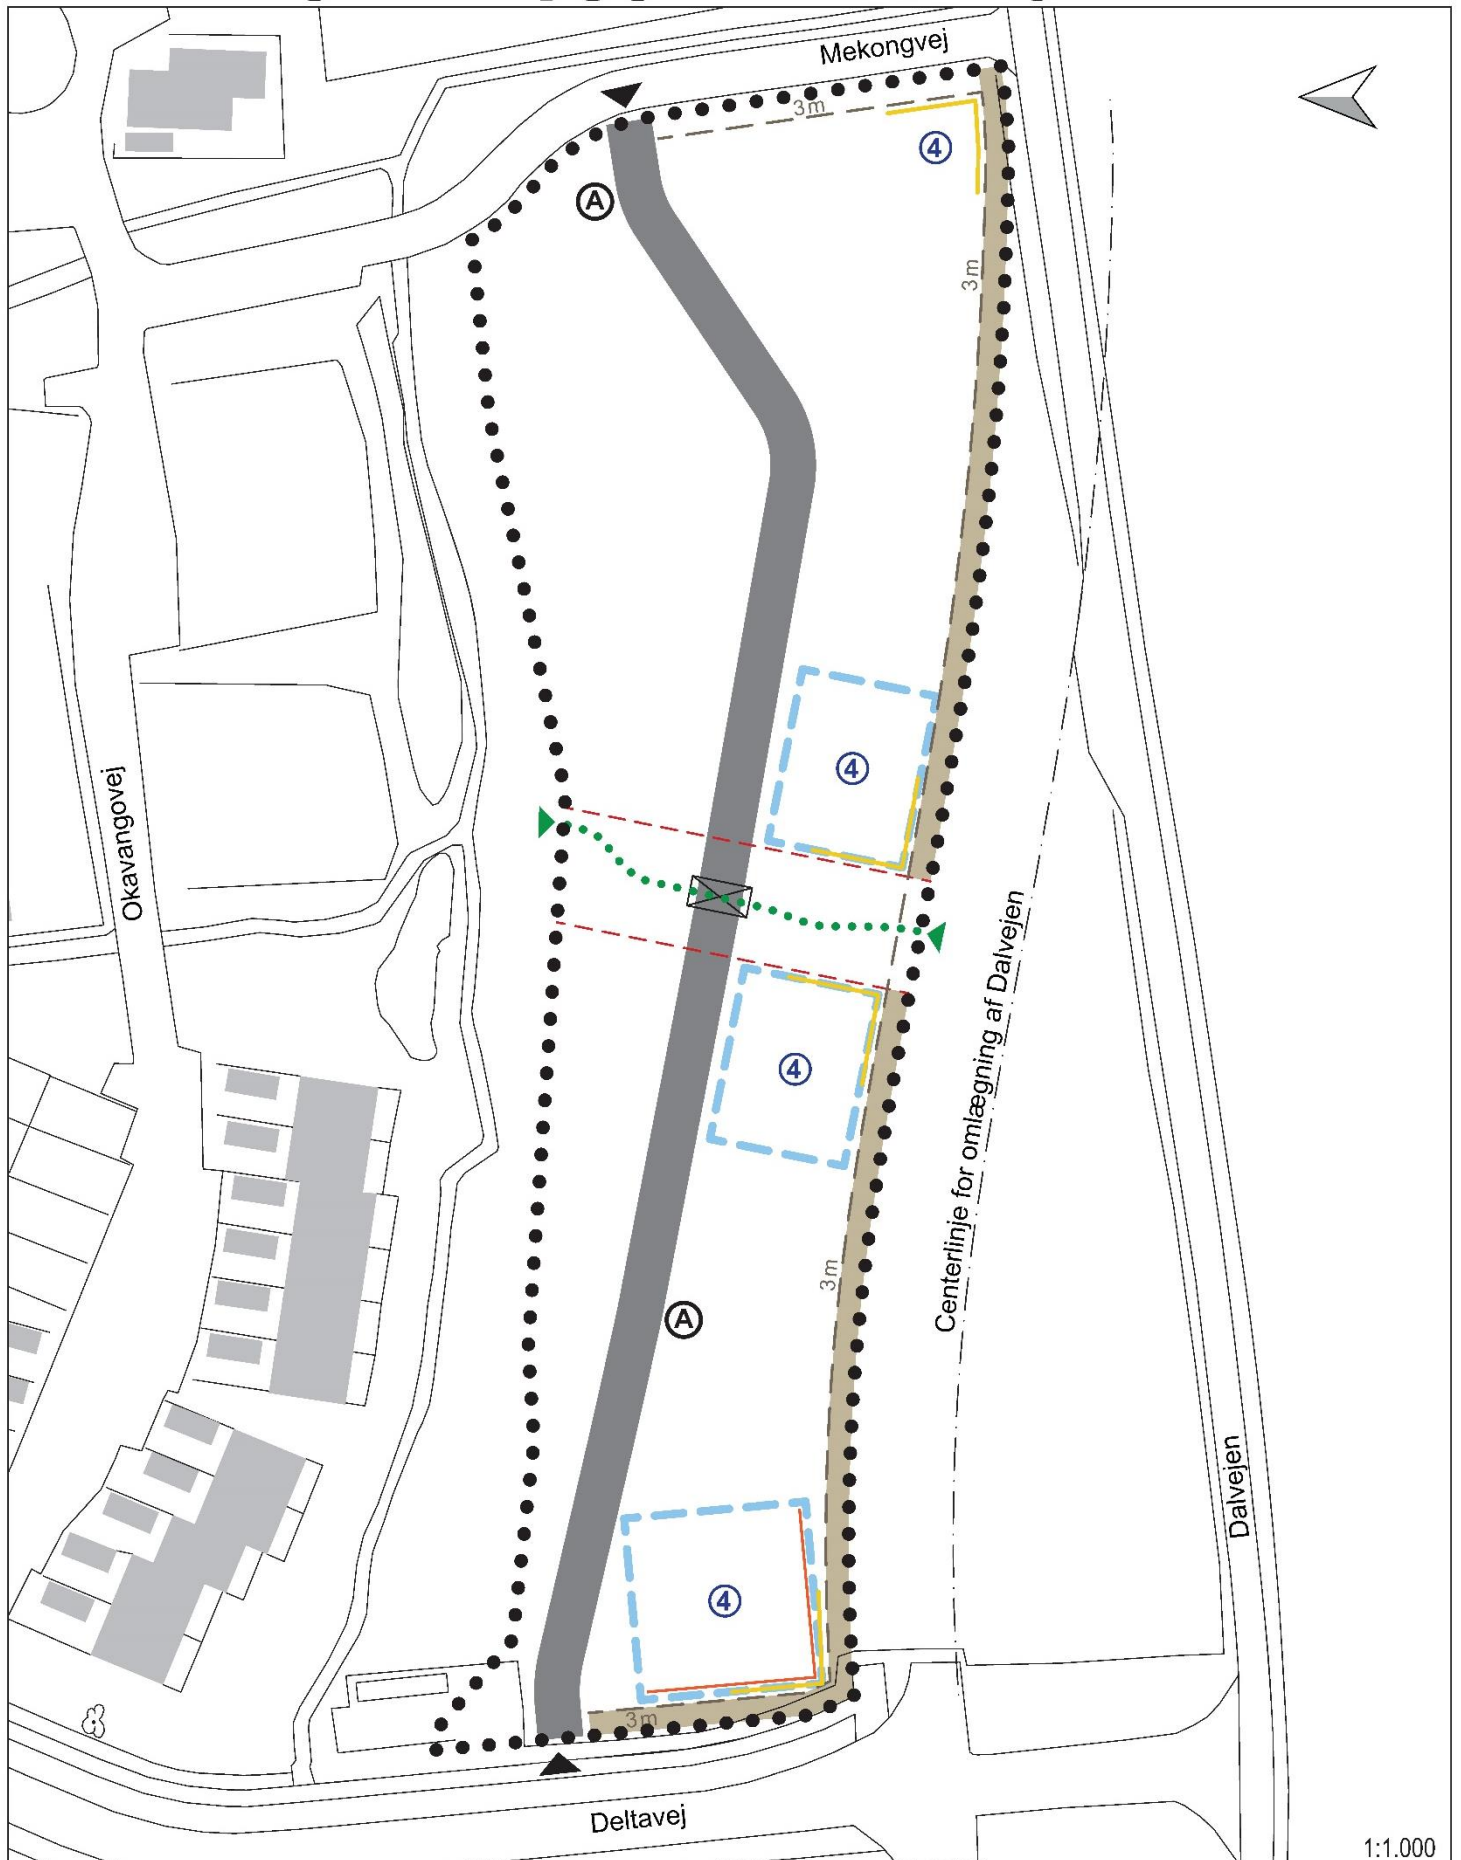 Mekongvej
3m
4
A
3m
4
Okavangovej
Centerlinje for omlægning af Dalvejen
4
3m
A
Dalvejen
4
3m
Deltavej
1:1.000